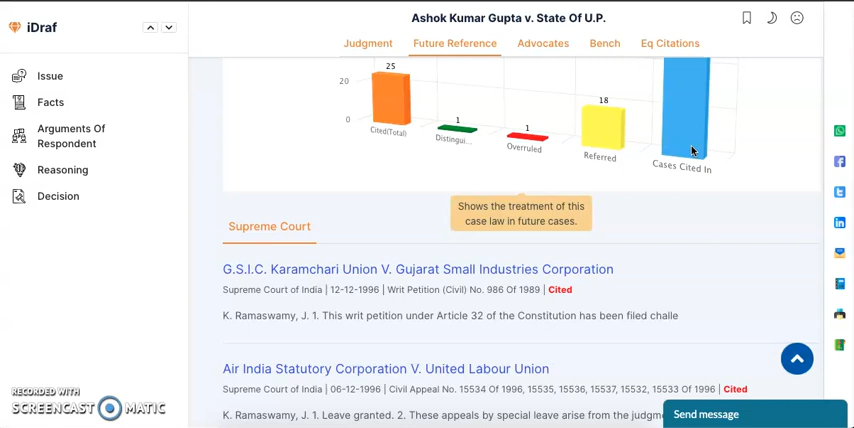 iDraf
Issue
Facts
Arguments Of
Respondent
Reasoning
Decision
RECORDED WITH
SCREENCAST MATIC
Ashok Kumar Gupta v. State Of U.P.
Judgment Future Reference Advocates Bench Eq Citations
20
0
25
1
1
18
Cited(Total)
Distingui...
Overruled
Referred
Cases Cited In
Shows the treatment of this
case law in future cases.
Supreme Court
G.S.I.C. Karamchari Union V. Gujarat Small Industries Corporation
Supreme Court of India | 12-12-1996 | Writ Petition (Civil) No. 986 Of 1989 | Cited
K. Ramaswamy, J. 1. This writ petition under Article 32 of the Constitution has been filed challe
Air India Statutory Corporation V. United Labour Union
Supreme Court of India | 06-12-1996 | Civil Appeal No. 15534 Of 1996, 15535, 15536, 15537, 15532, 15533 Of 1996 | Cited
K. Ramaswamy, J. 1. Leave granted. 2. These appeals by special leave arise from the judgm
Send message